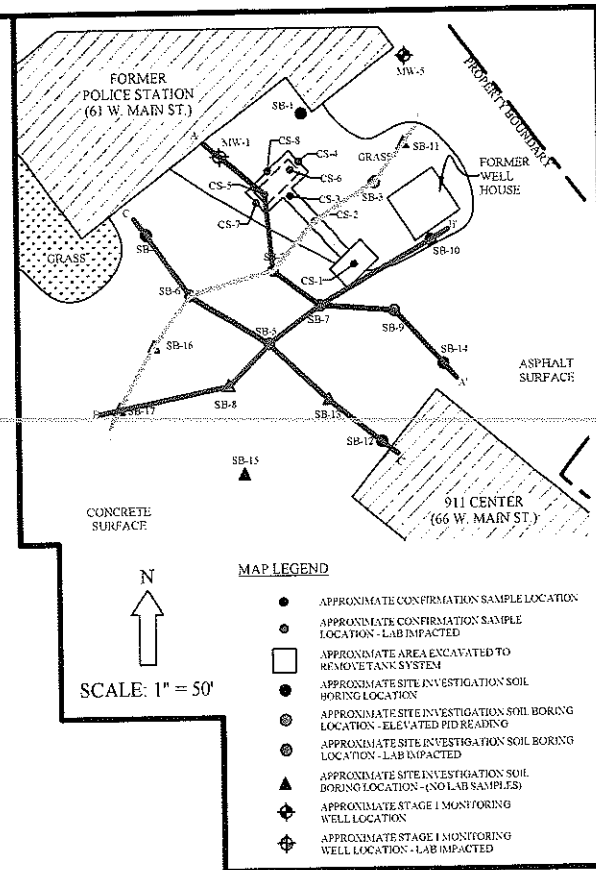 FORMER
POLICE STATION
(61 W. MAIN ST.)
MW-5
PROPERTY BOUNDARY
SB-1
A
MW-1
CS-8
CS-4
CS-6
CS-5
CS-3
CS-7
CS-2
GRASS
SB-11
SB-3
FORMER
WELL
HOUSE
C
B'
SB-10
GRASS
CS-1
SB-6
SB-7
SB-9
SB-16
SB-5
SB-14
A'
ASPHALT
SURFACE
B
SB-17
SB-8
SB-13
SB-12
C'
SB-15
CONCRETE
SURFACE
911 CENTER
(66 W. MAIN ST.)
N
SCALE: 1" = 50'
MAP LEGEND
APPROXIMATE CONFIRMATION SAMPLE LOCATION
APPROXIMATE CONFIRMATION SAMPLE
LOCATION - LAB IMPACTED
APPROXIMATE AREA EXCAVATED TO
REMOVE TANK SYSTEM
APPROXIMATE SITE INVESTIGATION SOIL
BORING LOCATION
APPROXIMATE SITE INVESTIGATION SOIL BORING
LOCATION - ELEVATED PID READING
APPROXIMATE SITE INVESTIGATION SOIL BORING
LOCATION - LAB IMPACTED
APPROXIMATE SITE INVESTIGATION SOIL
BORING LOCATION - (NO LAB SAMPLES)
APPROXIMATE STAGE 1 MONITORING
WELL LOCATION
APPROXIMATE STAGE 1 MONITORING
WELL LOCATION - LAB IMPACTED